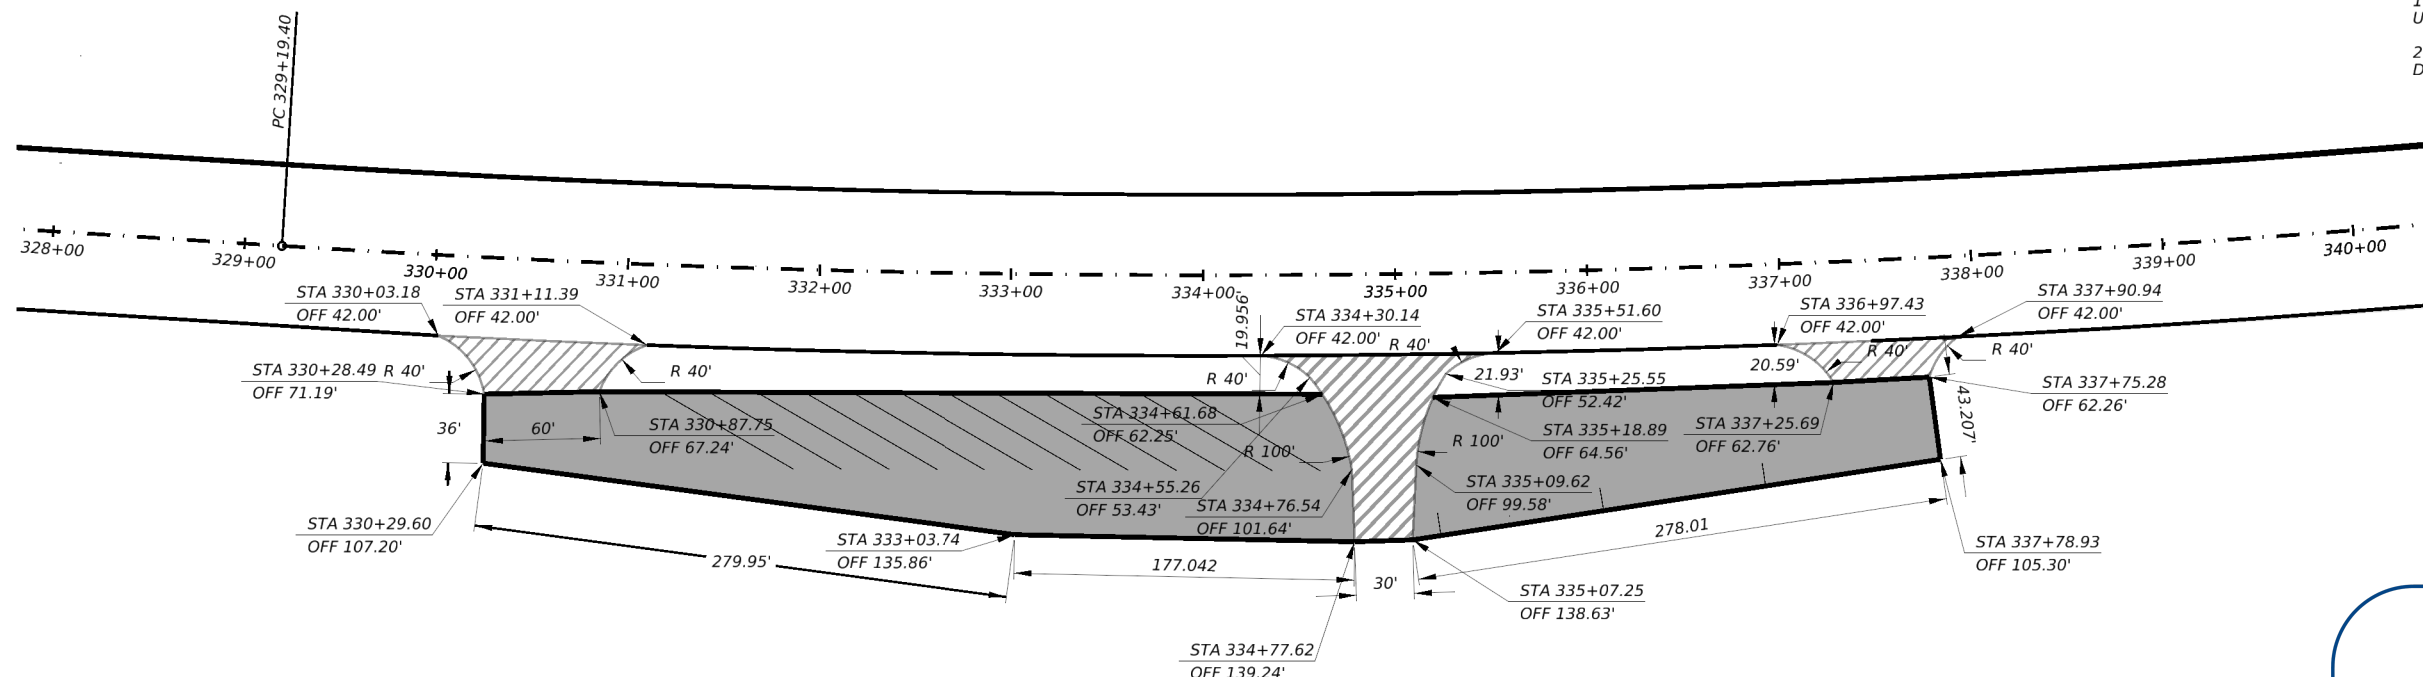 1
U
2
D
PC 329+19.40
328+00
329+00
330+00
331+00
332+00
333+00
334+00
335+00
336+00
337+00
338+00
339+00
340+00
STA 330+03.18
OFF 42.00'
STA 331+11.39
OFF 42.00'
19.956'
STA 334+30.14
OFF 42.00'
R 40'
STA 335+51.60
OFF 42.00'
STA 336+97.43
OFF 42.00'
STA 337+90.94
OFF 42.00'
STA 330+28.49
OFF 71.19'
R 40'
R 40'
R 40'
21.93'
20.59'
R 40'
R 40'
STA 335+25.55
OFF 52.42'
STA 337+75.28
OFF 62.26'
43.207'
36'
60'
STA 330+87.75
OFF 67.24'
STA 334+61.68
OFF 62.25'
R 100'
R 100'
STA 335+18.89
OFF 64.56'
STA 337+25.69
OFF 62.76'
STA 334+55.26
OFF 53.43'
STA 334+76.54
OFF 101.64'
STA 335+09.62
OFF 99.58'
STA 330+29.60
OFF 107.20'
STA 333+03.74
OFF 135.86'
278.01
STA 337+78.93
OFF 105.30'
279.95'
177.042
30'
STA 335+07.25
OFF 138.63'
STA 334+77.62
OFF 139.24'